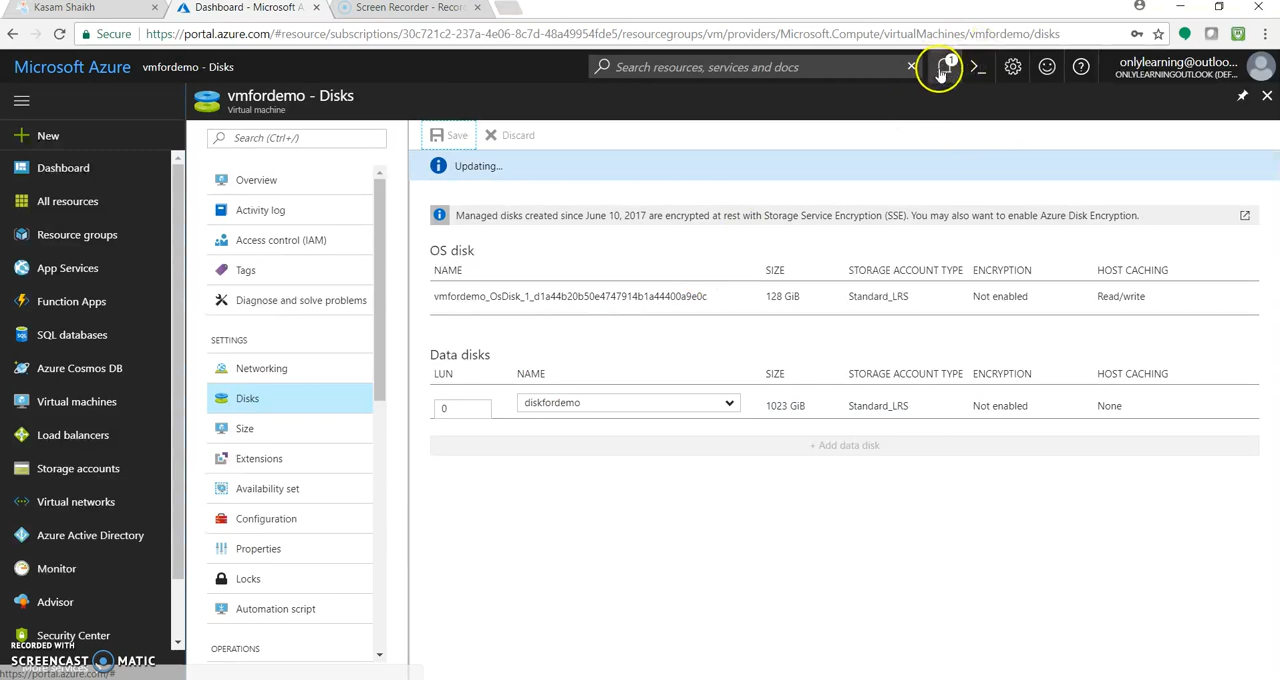 Kasam Shaikh
Dashboard - Microsoft A
Screen Recorder - Record
Secure
https://portal.azure.com/#resource/subscriptions/30c721c2-237a-4e06-8c7d-48a49954fde5/resourcegroups/vm/providers/Microsoft.Compute/virtualMachines/vmfordemo/disks
Microsoft Azure
vmfordemo - Disks
Search resources, services and docs
1
onlylearning@outloo...
ONLYLEARNINGOUTLOOK (DEF...
vmfordemo - Disks
Virtual machine
New
Dashboard
All resources
Resource groups
App Services
Function Apps
SQL databases
Azure Cosmos DB
Virtual machines
Load balancers
Storage accounts
Virtual networks
Azure Active Directory
Monitor
Advisor
Security Center
RECORDED WITH
SCREENCAST MATIC
https://portal.azure.com/#
Search (Ctrl+/)
Overview
Activity log
Access control (IAM)
Tags
Diagnose and solve problems
SETTINGS
Networking
Disks
Size
Extensions
Availability set
Configuration
Properties
Locks
Automation script
OPERATIONS
Save
Discard
Updating...
Managed disks created since June 10, 2017 are encrypted at rest with Storage Service Encryption (SSE). You may also want to enable Azure Disk Encryption.
OS disk
NAME SIZE STORAGE ACCOUNT TYPE ENCRYPTION HOST CACHING
vmfordemo_OsDisk_1_d1a44b20b50e4747914b1a44400a9e0c 128 GiB Standard_LRS Not enabled Read/write
Data disks
LUN NAME SIZE STORAGE ACCOUNT TYPE ENCRYPTION HOST CACHING
0 diskfordemo 1023 GiB Standard_LRS Not enabled None
+ Add data disk